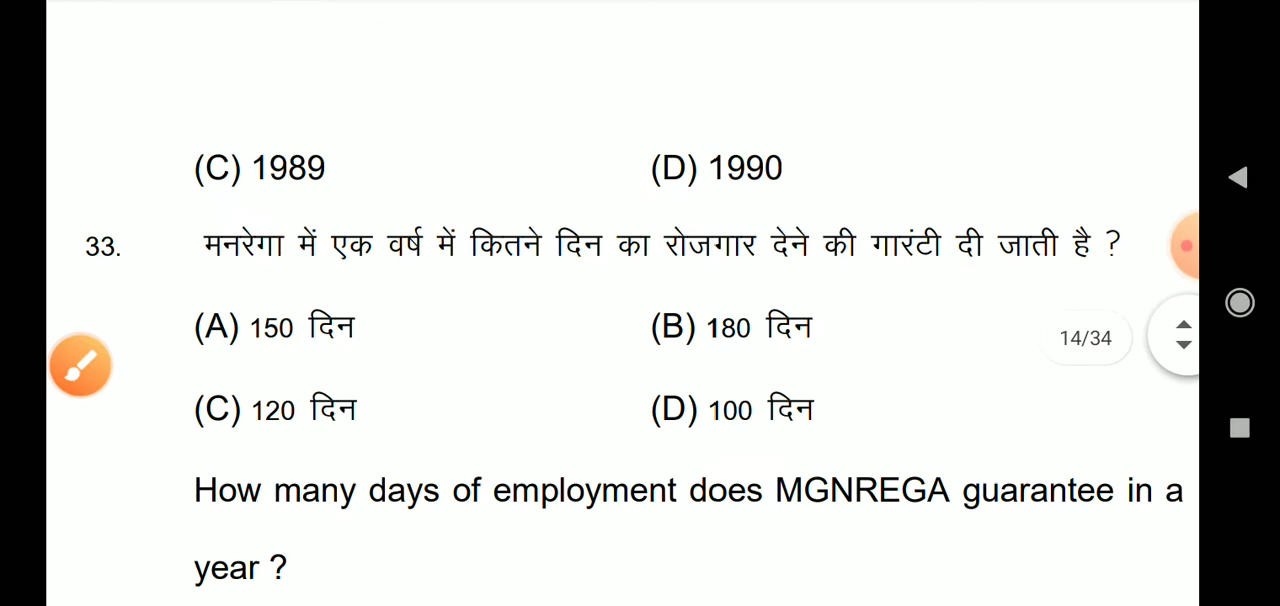 (C) 1989 (D) 1990
33. मनरेगा में एक वर्ष में कितने दिन का रोजगार देने की गारंटी दी जाती है ?
(A) 150 दिन (B) 180 दिन
14/34
(C) 120 दिन (D) 100 दिन
How many days of employment does MGNREGA guarantee in a
year ?